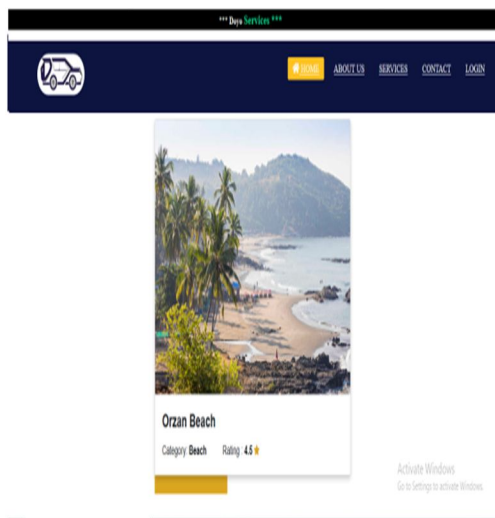 *** Doyo Services ***
HOME ABOUT US SERVICES CONTACT LOGIN
Orzan Beach
Category: Beach Rating : 4.5 ★
Activate Windows
Go to Settings to activate Windows.